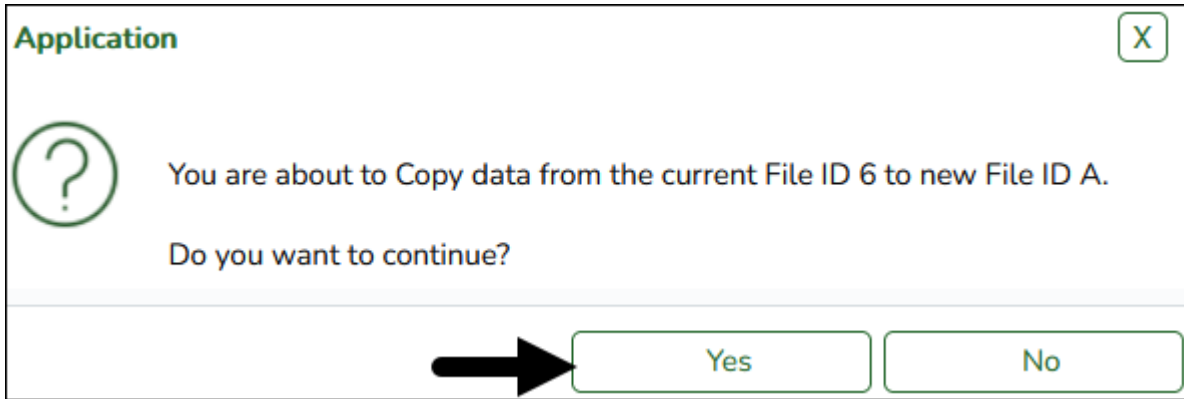 Application
X
?
You are about to Copy data from the current File ID 6 to new File ID A.
Do you want to continue?
Yes
No